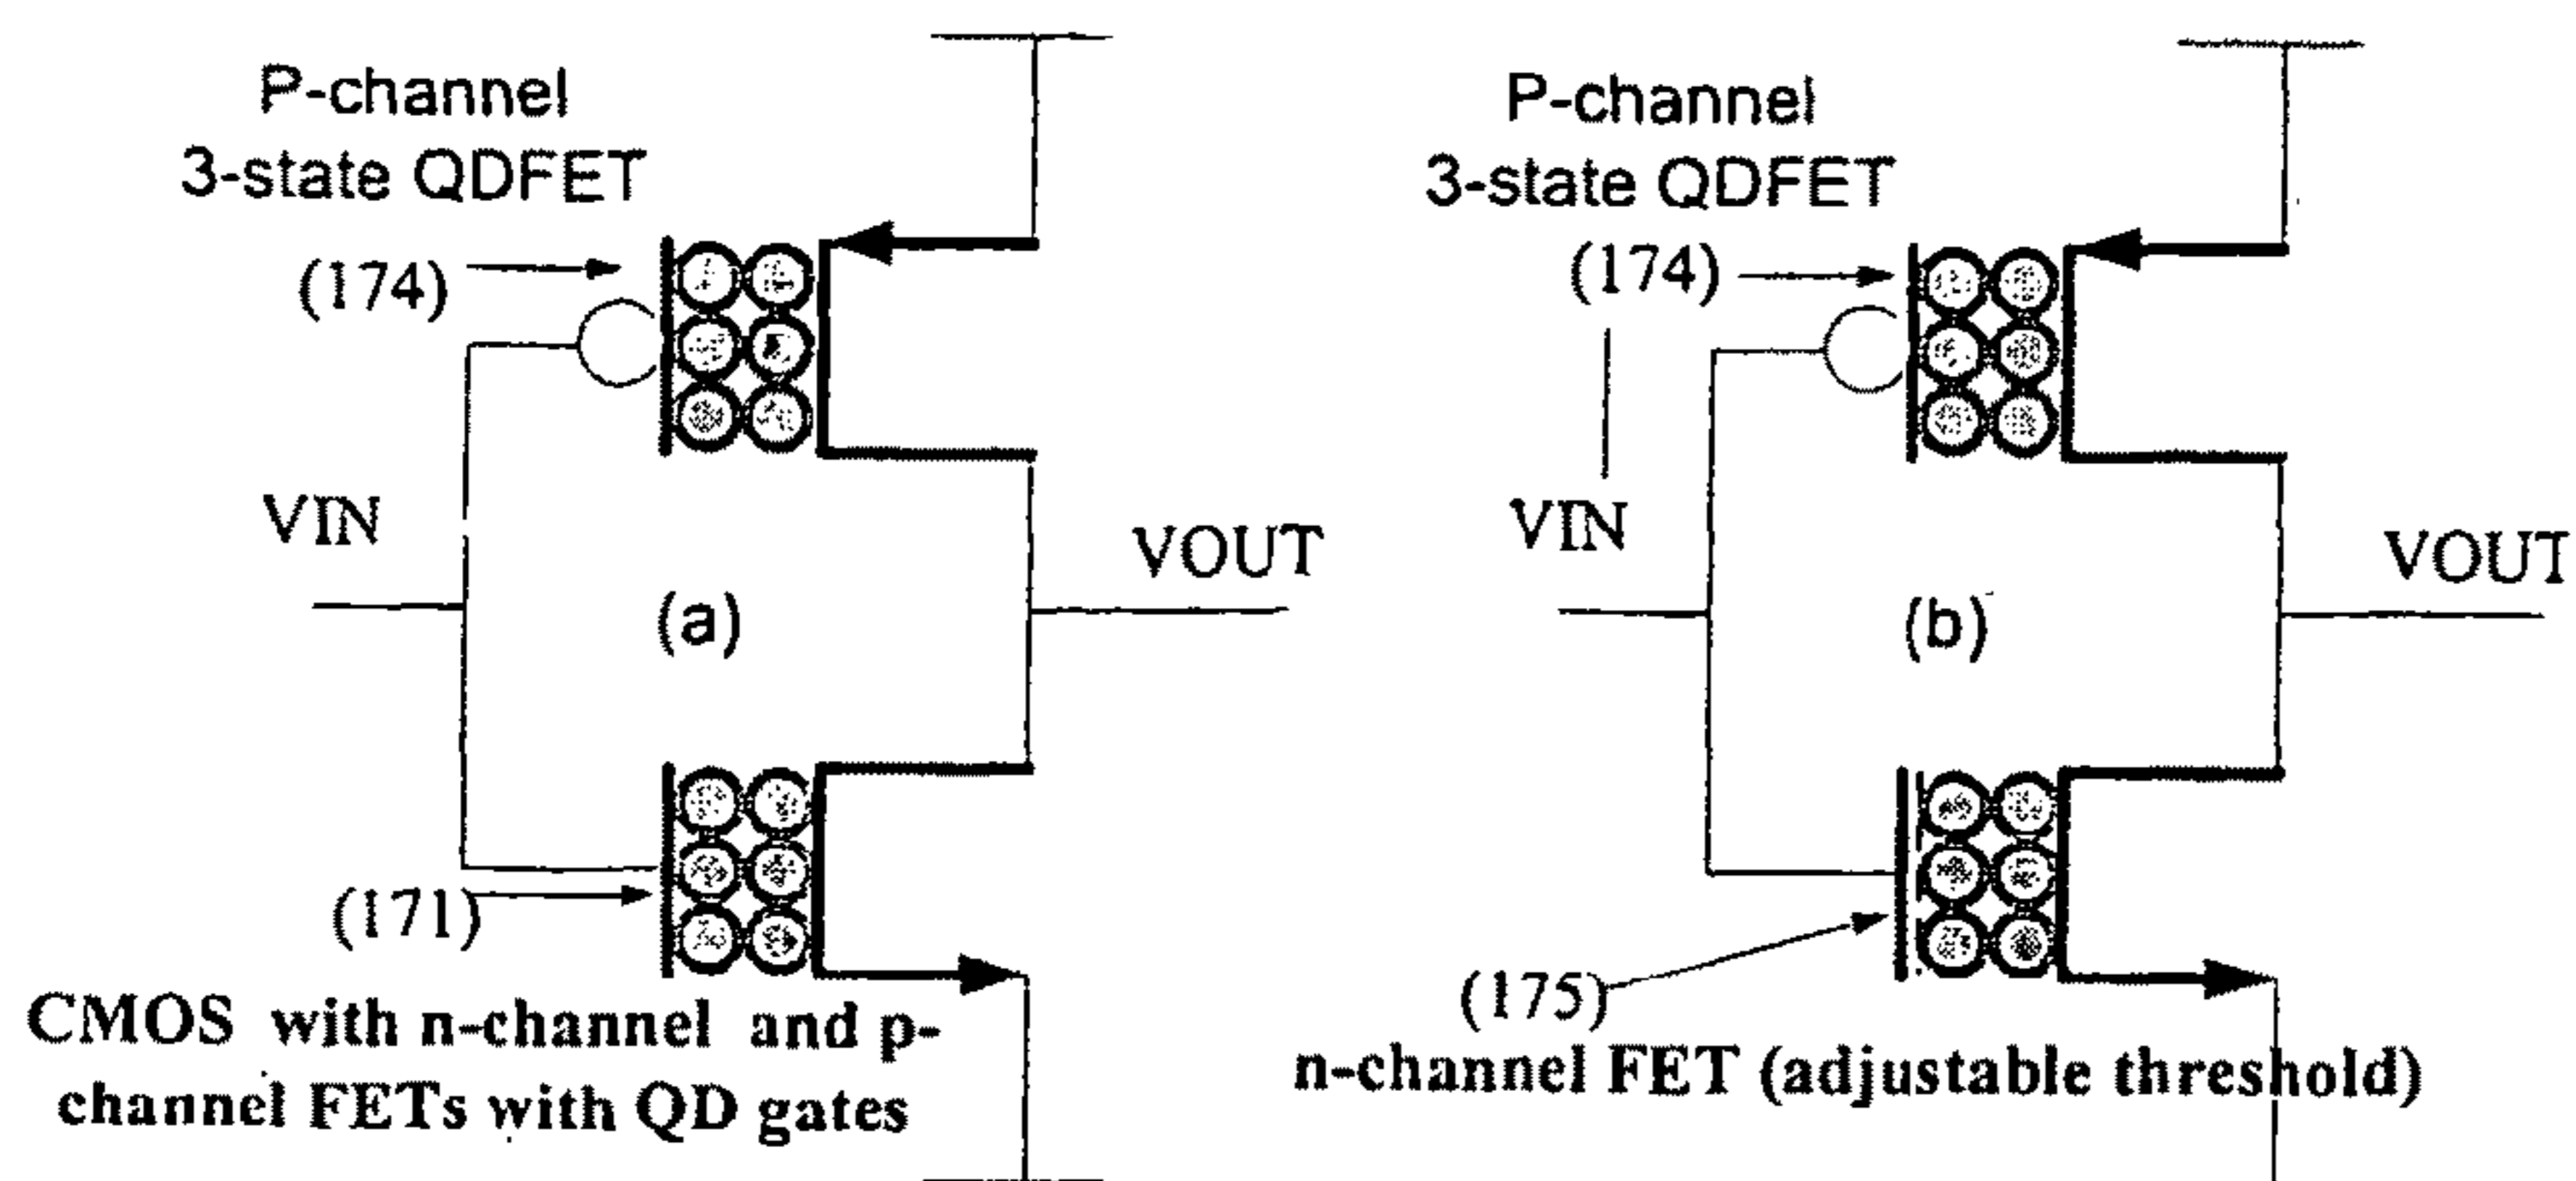 P-channel
3-state QDFET
(174)
VIN
VOUT
(a)
(171)
CMOS with n-channel and p-
channel FETs with QD gates
P-channel
3-state QDFET
(174)
VIN
VOUT
(b)
(175)
n-channel FET (adjustable threshold)